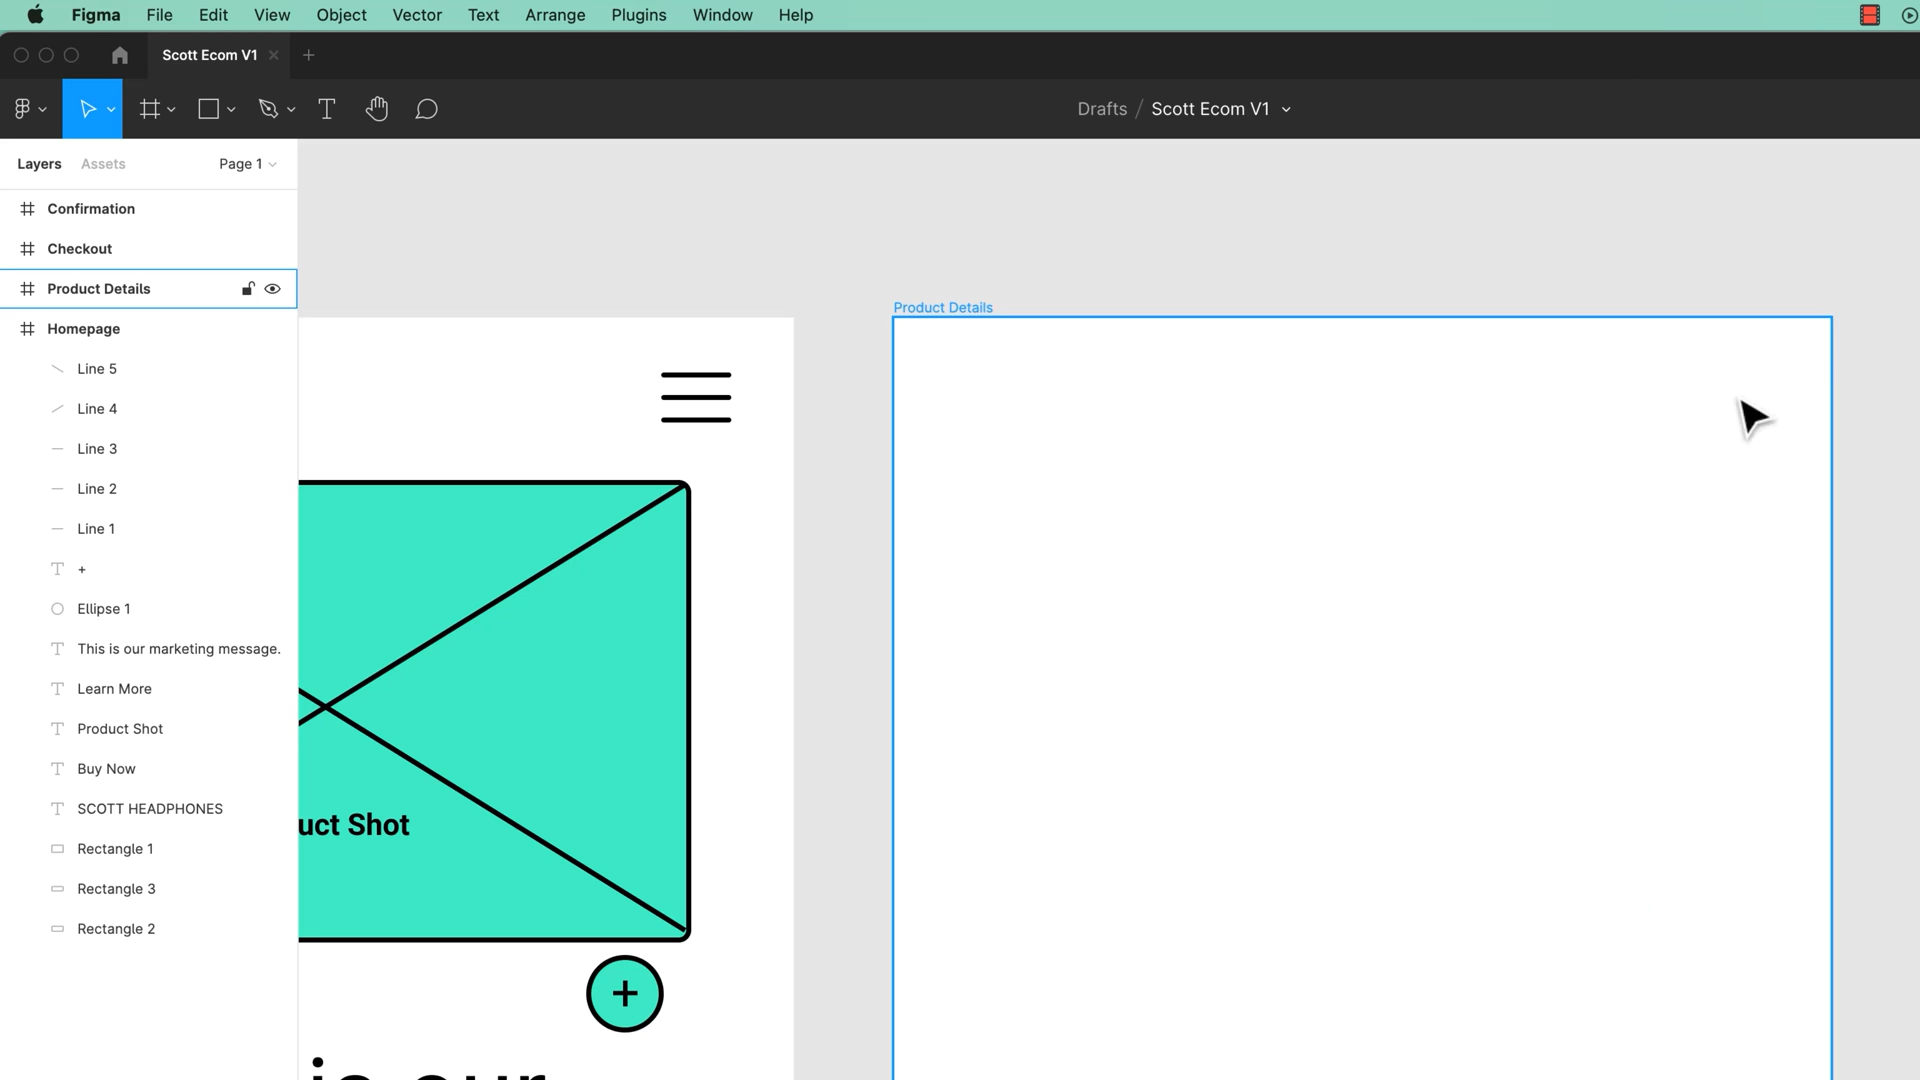 Figma File Edit View Object Vector Text Arrange Plugins Window Help
Scott Ecom V1
Drafts / Scott Ecom V1
Layers Assets Page 1
Confirmation
Checkout
Product Details
Homepage
Line 5
Line 4
Line 3
Line 2
Line 1
+
Ellipse 1
This is our marketing message.
Learn More
Product Shot
Buy Now
SCOTT HEADPHONES
Rectangle 1
Rectangle 3
Rectangle 2
uct Shot
+
is our
Product Details